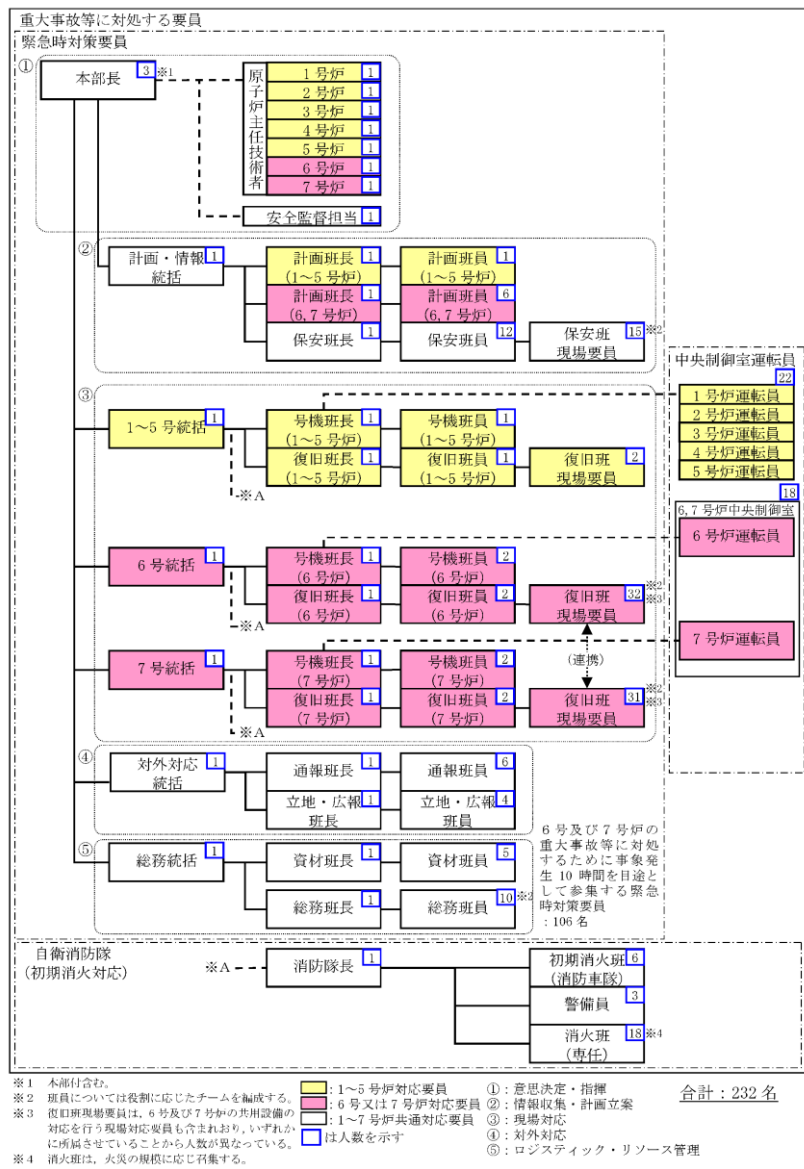 重大事故等に対処する要員
緊急時対策要員
①
本部長 3 ※1
原子炉主任技術者
1号炉 1
2号炉 1
3号炉 1
4号炉 1
5号炉 1
6号炉 1
7号炉 1
安全監督担当 1
②
計画・情報 1
統括
計画班長 1
(1～5号炉)
計画班員 1
(1～5号炉)
計画班長 1
(6,7号炉)
計画班員 6
(6,7号炉)
保安班長 1
保安班員 12
保安班 15 ※2
現場要員
中央制御室運転員
22
1号炉運転員
2号炉運転員
3号炉運転員
4号炉運転員
5号炉運転員
18
6,7号炉中央制御室
6号炉運転員
7号炉運転員
③
1～5号統括 1
※A
号機班長 1
(1～5号炉)
号機班員 1
(1～5号炉)
復旧班長 1
(1～5号炉)
復旧班員 1
(1～5号炉)
復旧班 2
現場要員
6号統括 1
※A
号機班長 1
(6号炉)
号機班員 2
(6号炉)
復旧班長 1
(6号炉)
復旧班員 2
(6号炉)
復旧班 32 ※2
現場要員 ※3
(連携)
7号統括 1
※A
号機班長 1
(7号炉)
号機班員 2
(7号炉)
復旧班長 1
(7号炉)
復旧班員 2
(7号炉)
復旧班 31 ※2
現場要員 ※3
④
対外対応 1
統括
通報班長 1
通報班員 6
立地・広報 1
班長
立地・広報 4
班員
⑤
総務統括 1
資材班長 1
資材班員 5
総務班長 1
総務班員 10 ※2
6号及び7号炉の
重大事故等に対処
するために事象発
生10時間を目途と
して参集する緊急
時対策要員
：106名
自衛消防隊
(初期消火対応)
※A
消防隊長 1
初期消火班 6
(消防車隊)
警備員 3
消火班 18 ※4
(専任)
※1 本部付含む。
※2 班員については役割に応じたチームを編成する。
※3 復旧班現場要員は，6号及び7号炉の共用設備の
対応を行う現場対応要員も含まれおり，いずれか
に所属させていることから人数が異なっている。
※4 消火班は，火災の規模に応じ召集する。
：1～5号炉対応要員
：6号又は7号炉対応要員
：1～7号炉共通対応要員
は人数を示す
①：意思決定・指揮
②：情報収集・計画立案
③：現場対応
④：対外対応
⑤：ロジスティック・リソース管理
合計：232名